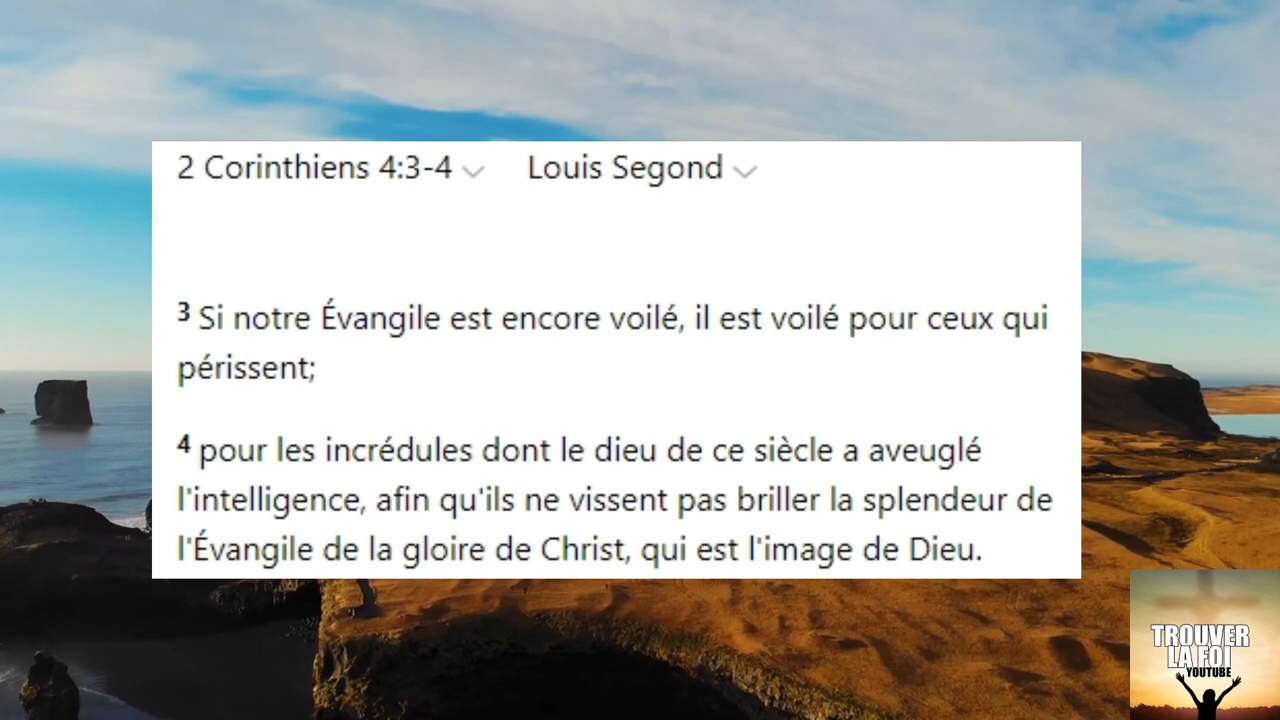 2 Corinthiens 4:3-4 Louis Segond
3 Si notre Évangile est encore voilé, il est voilé pour ceux qui
périssent;
4 pour les incrédules dont le dieu de ce siècle a aveuglé
l'intelligence, afin qu'ils ne vissent pas briller la splendeur de
l'Évangile de la gloire de Christ, qui est l'image de Dieu.
TROUVER
LA FOI
YOUTUBE